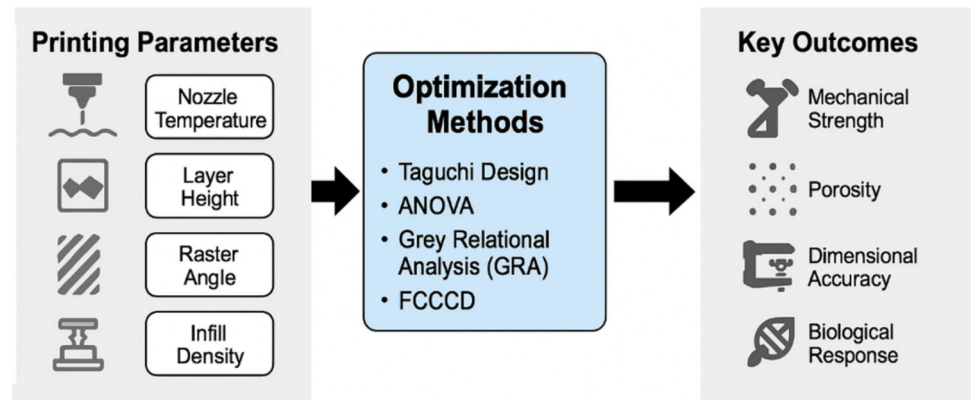 Printing Parameters
Nozzle
Temperature
Layer
Height
Raster
Angle
Infill
Density
Optimization
Methods
• Taguchi Design
• ANOVA
• Grey Relational
Analysis (GRA)
• FCCCD
Key Outcomes
Mechanical
Strength
Porosity
Dimensional
Accuracy
Biological
Response